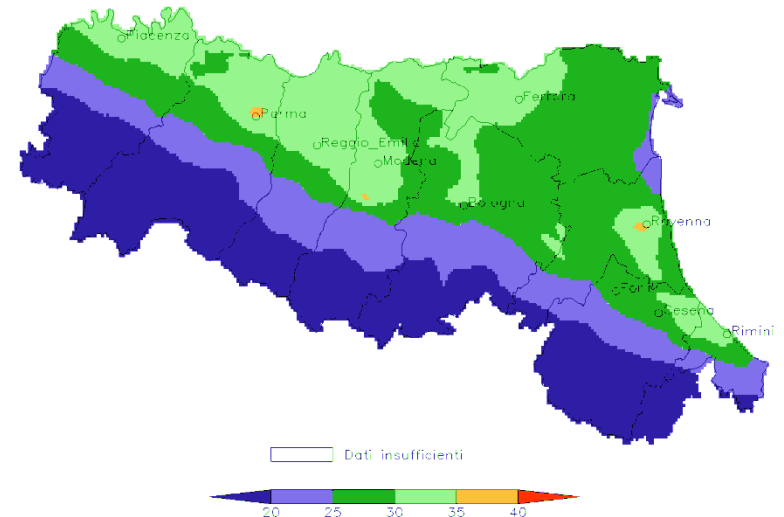 Piacenza
Parma
Ferrara
Reggio_Emilia
Modena
Bologna
Ravenna
Forlì
Cesena
Rimini
Dati insufficienti
20 25 30 35 40